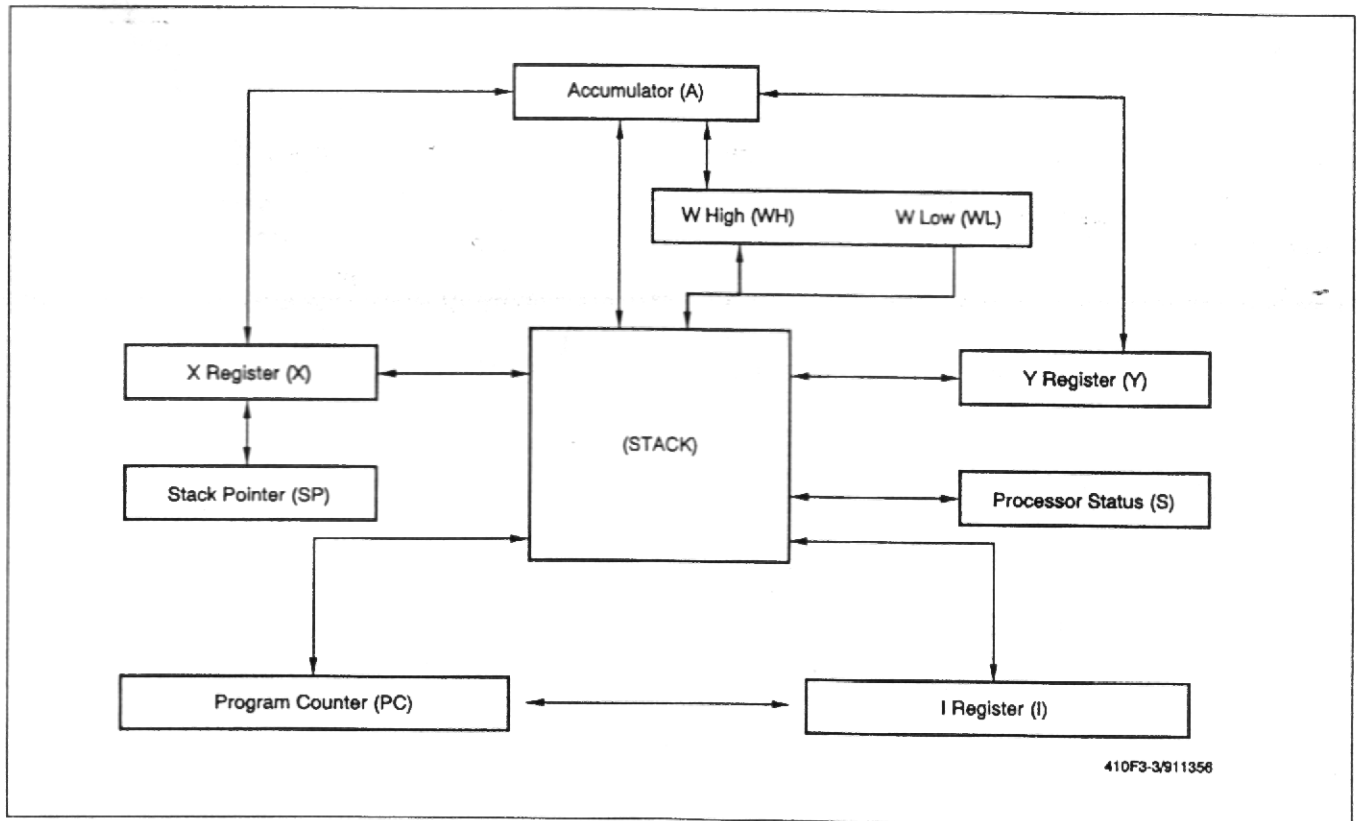 Accumulator (A)
W High (WH) W Low (WL)
X Register (X)
Y Register (Y)
(STACK)
Stack Pointer (SP)
Processor Status (S)
Program Counter (PC)
I Register (I)
410F3-3/911356